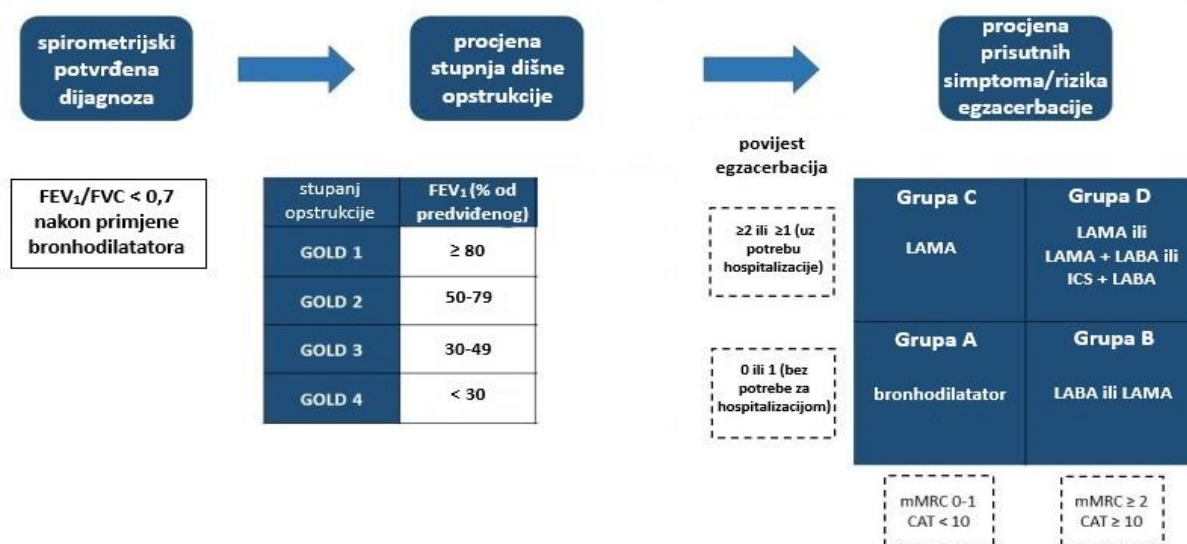 spirometrijski
potvrđena
dijagnoza
procjena
stupnja dišne
opstrukcije
procjena
prisutnih
simptoma/rizika
egzacerbacije
FEV₁/FVC < 0,7
nakon primjene
bronhodilatatora
stupanj
opstrukcije
FEV₁ (% od
predviđenog)
GOLD 1
≥ 80
GOLD 2
50-79
GOLD 3
30-49
GOLD 4
< 30
povijest
egzacerbacija
≥2 ili ≥1 (uz
potrebu
hospitalizacije)
0 ili 1 (bez
potrebe za
hospitalizacijom)
Grupa C
LAMA
Grupa D
LAMA ili
LAMA + LABA ili
ICS + LABA
Grupa A
bronhodilatator
Grupa B
LABA ili LAMA
mMRC 0-1
CAT < 10
mMRC ≥ 2
CAT ≥ 10